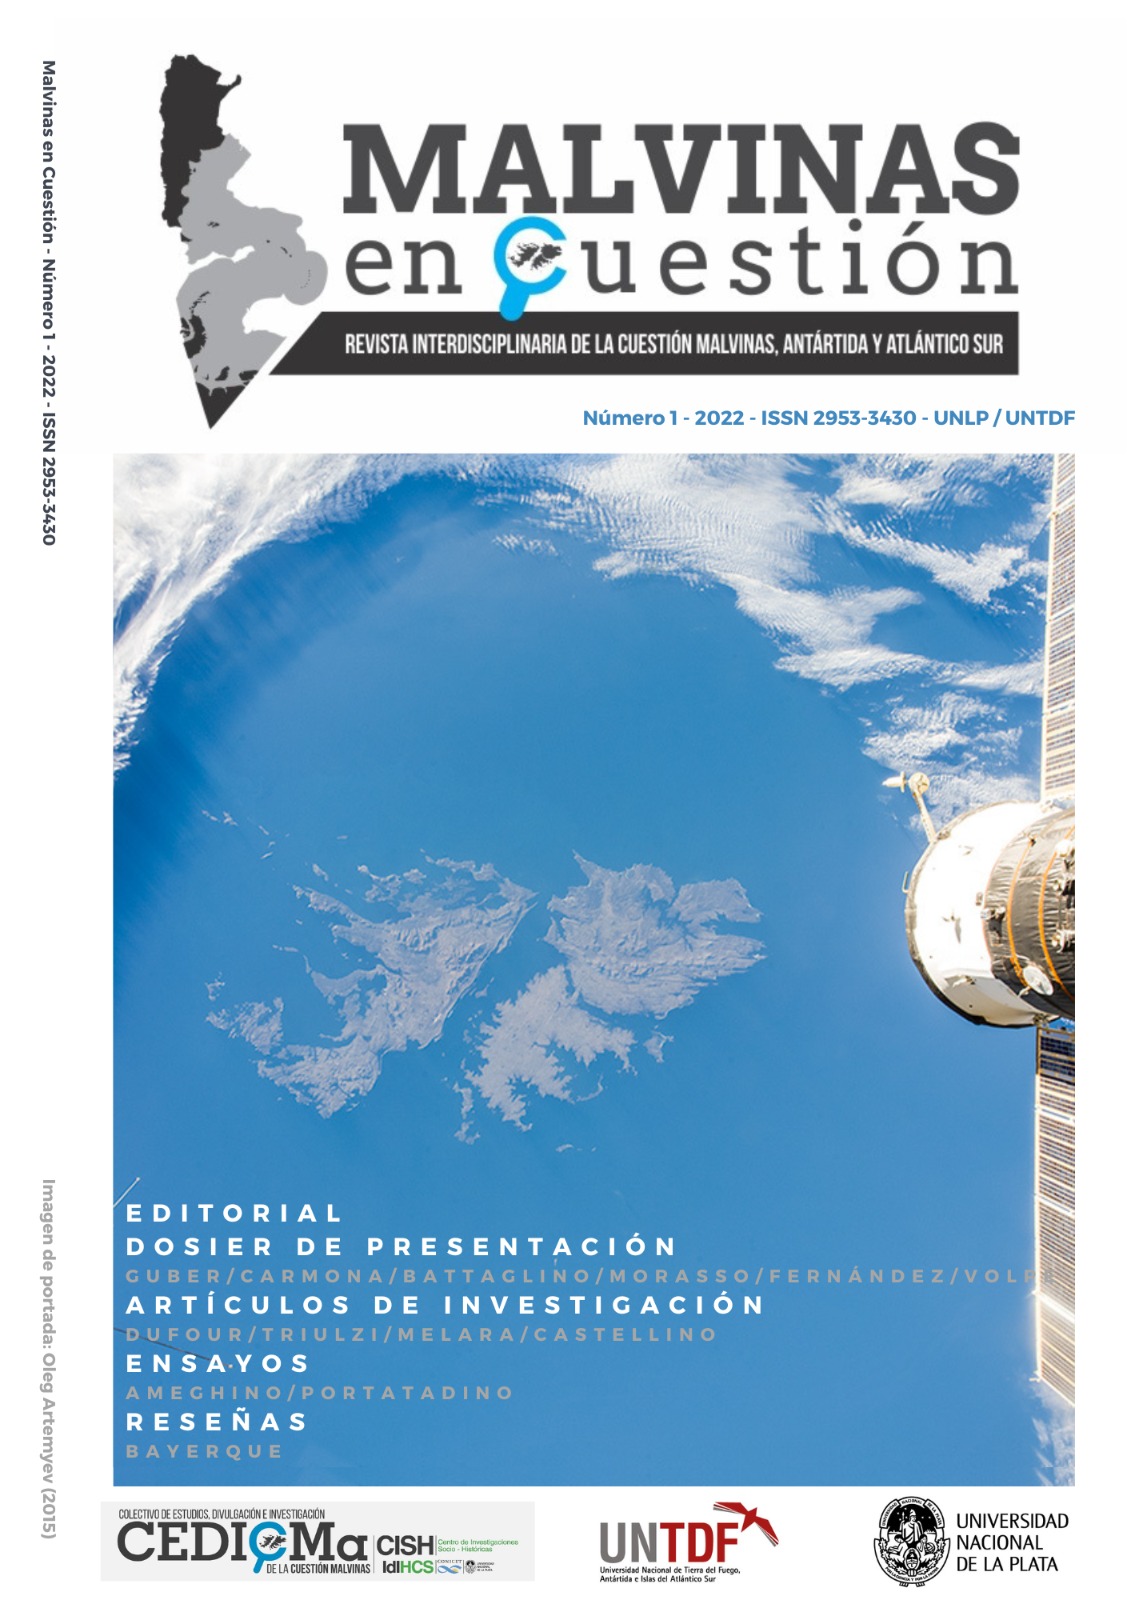 Malvinas en Cuestión - Número 1 - 2022 - ISSN 2953-3430
MALVINAS
en Cuestión
REVISTA INTERDISCIPLINARIA DE LA CUESTIÓN MALVINAS, ANTÁRTIDA Y ATLÁNTICO SUR
Número 1 - 2022 - ISSN 2953-3430 - UNLP / UNTDF
EDITORIAL
DOSIER DE PRESENTACIÓN
GUBER/CARMONA/BATTAGLINO/MORASSO/FERNÁNDEZ/VOLPE
ARTÍCULOS DE INVESTIGACIÓN
DUFOUR/TRIULZI/MELARA/CASTELLINO
ENSAYOS
AMEGHINO/PORTATADINO
RESEÑAS
BAYERQUE
Imagen de portada: Oleg Artemyev (2015)
COLECTIVO DE ESTUDIOS, DIVULGACIÓN E INVESTIGACIÓN
CEDICMa
DE LA CUESTIÓN MALVINAS
CISH
Centro de Investigaciones
Socio - Históricas
IdIHCS
CONICET
UNTDF
Universidad Nacional de Tierra del Fuego,
Antártida e Islas del Atlántico Sur
UNIVERSIDAD
NACIONAL
DE LA PLATA